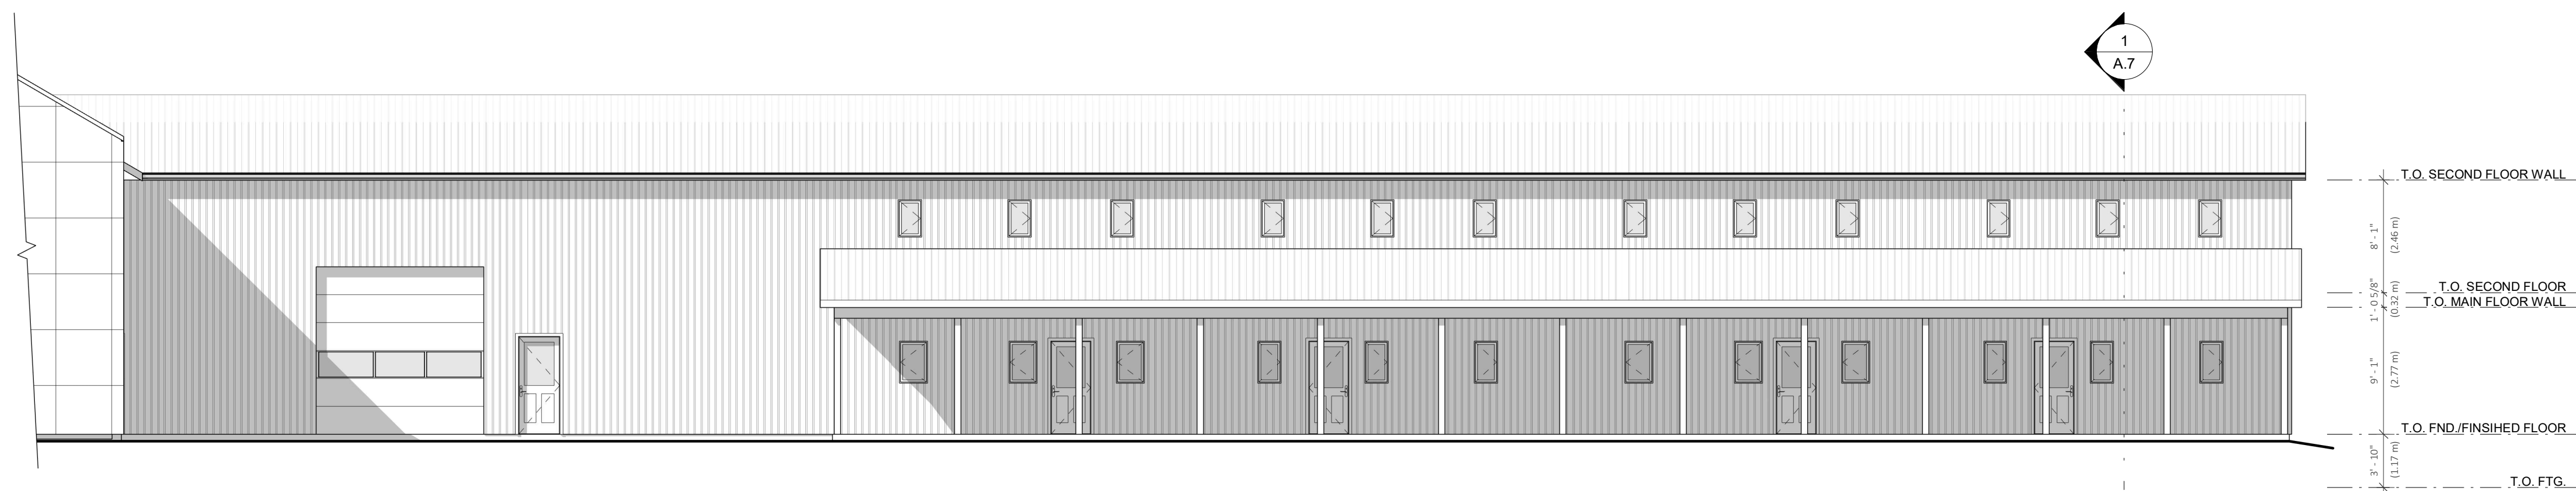 1
A.7
T.O. SECOND FLOOR WALL
8' - 1"
(2.46 m)
T.O. SECOND FLOOR
1' - 0 5/8"
(0.32 m)
T.O. MAIN FLOOR WALL
9' - 1"
(2.77 m)
T.O. FND./FINSIHED FLOOR
3' - 10"
(1.17 m)
T.O. FTG.